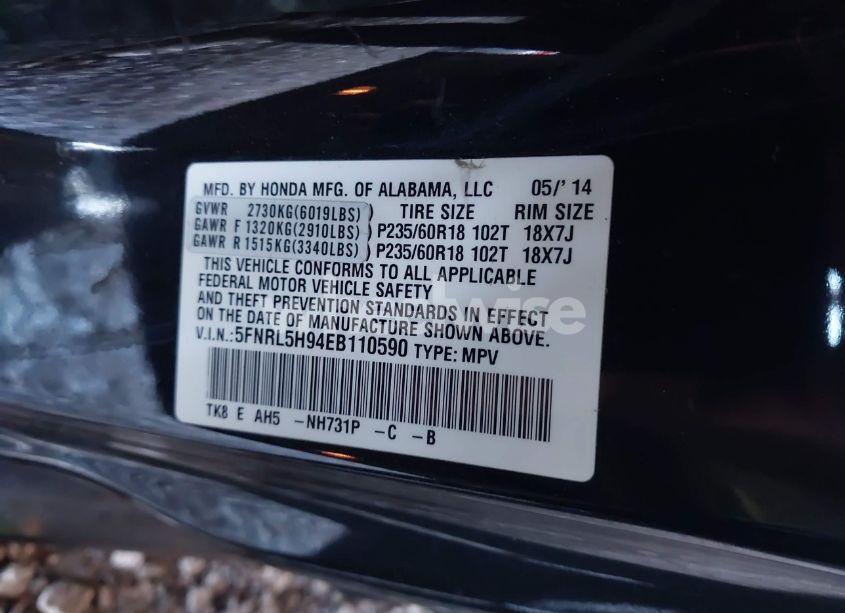 MFD. BY HONDA MFG. OF ALABAMA, LLC 05/' 14
GVWR 2730KG(6019LBS) TIRE SIZE RIM SIZE
GAWR F 1320KG(2910LBS) P235/60R18 102T 18X7J
GAWR R 1515KG(3340LBS) P235/60R18 102T 18X7J
THIS VEHICLE CONFORMS TO ALL APPLICABLE
FEDERAL MOTOR VEHICLE SAFETY
AND THEFT PREVENTION STANDARDS IN EFFECT
ON THE DATE OF MANUFACTURE SHOWN ABOVE.
V.I.N.:5FNRL5H94EB110590 TYPE: MPV
TK8 E AH5 -NH731P -C -B